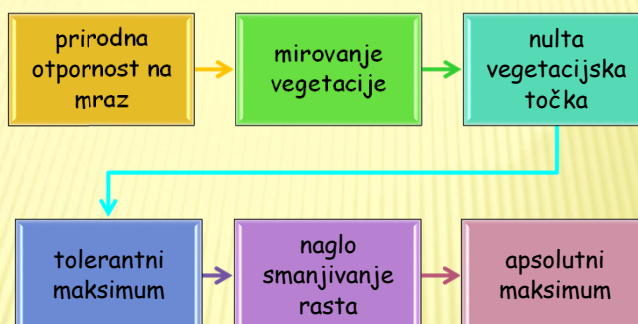 prirodna
otpornost na
mraz
mirovanje
vegetacije
nulta
vegetacijska
točka
tolerantni
maksimum
naglo
smanjivanje
rasta
apsolutni
maksimum